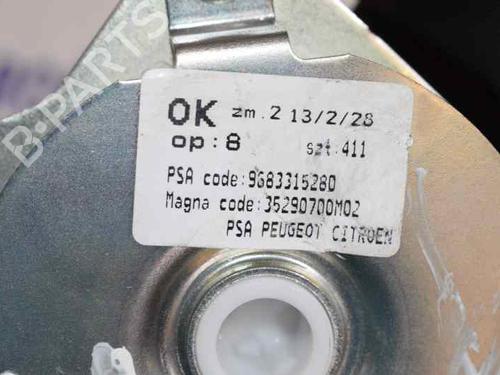 B-PARTS
OK zm.2 13/2/28
op:8 szt:411
PSA code:9683315280
Magna code:35290700M02
PSA PEUGEOT CITROEN